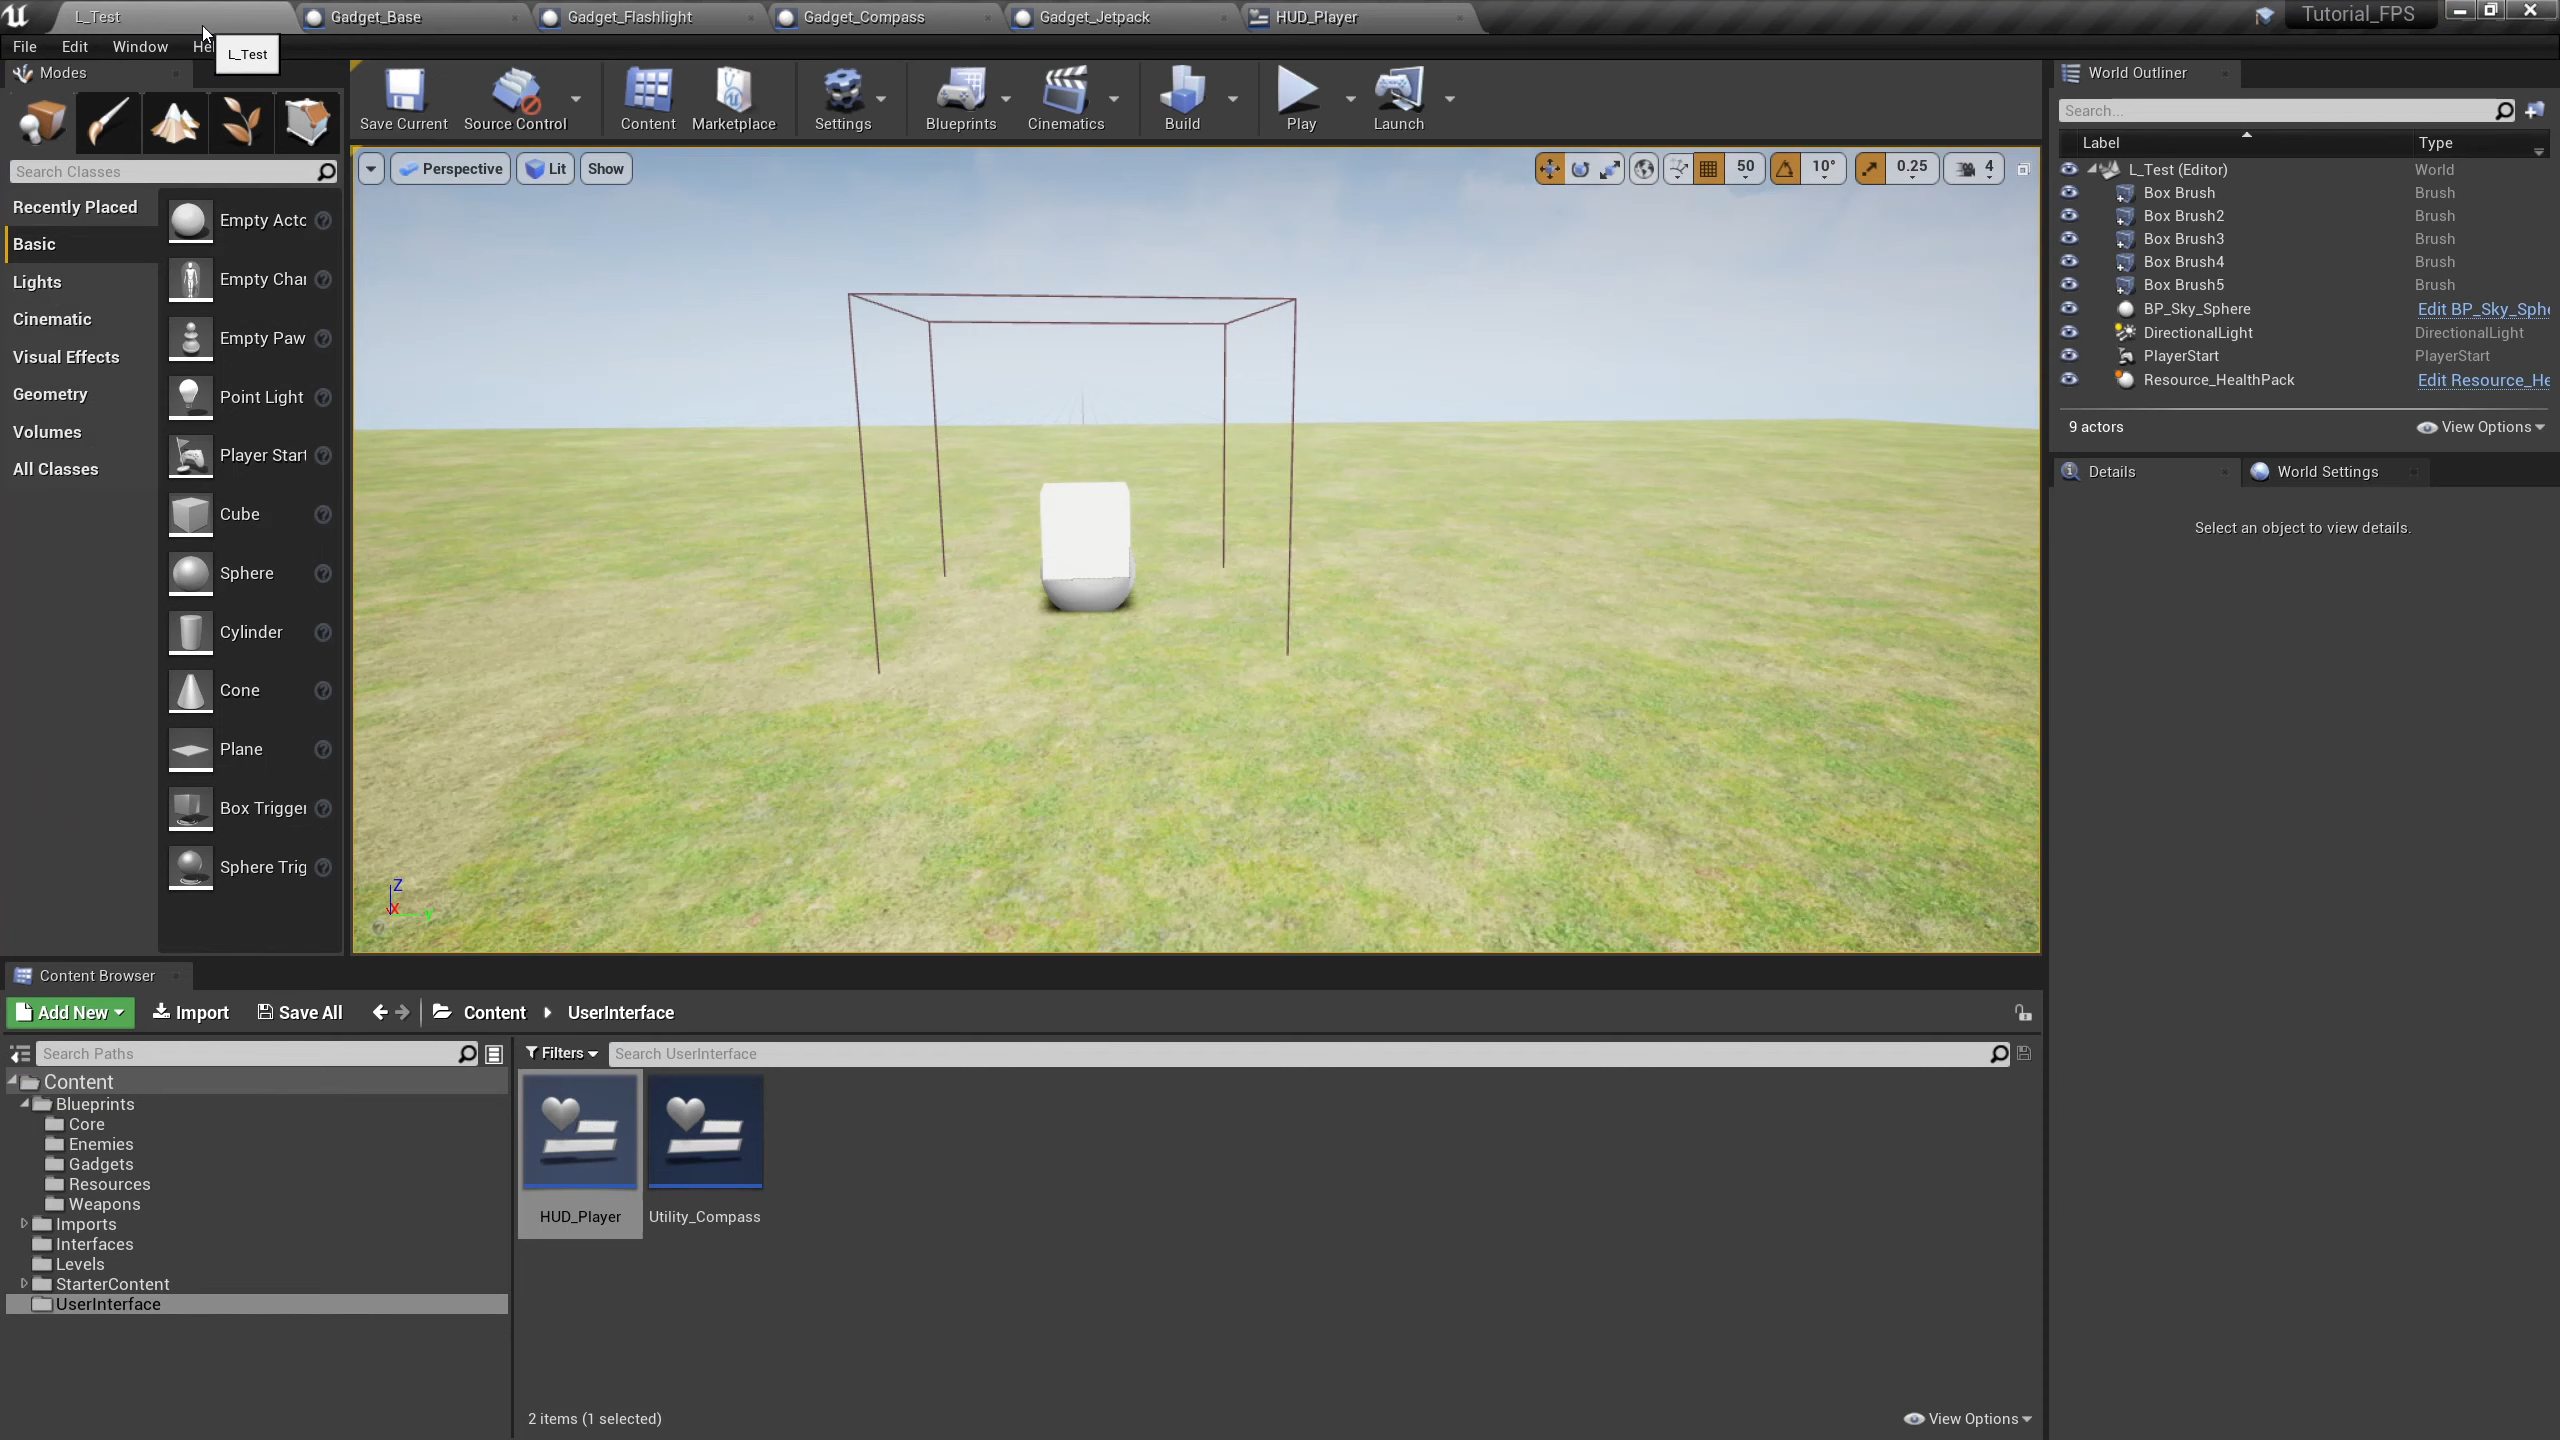 L_Test
Gadget_Base
Gadget_Flashlight
Gadget_Compass
Gadget_Jetpack
HUD_Player
Tutorial_FPS
File
Edit
Window
Hel
L_Test
Modes
Save Current
Source Control
Content
Marketplace
Settings
Blueprints
Cinematics
Build
Play
Launch
Search Classes
Recently Placed
Basic
Lights
Cinematic
Visual Effects
Geometry
Volumes
All Classes
Empty Acto
Empty Char
Empty Paw
Point Light
Player Start
Cube
Sphere
Cylinder
Cone
Plane
Box Trigger
Sphere Trig
Perspective
Lit
Show
50
10°
0.25
4
Z
X
Y
World Outliner
Search...
Label
Type
L_Test (Editor)
World
Box Brush
Brush
Box Brush2
Brush
Box Brush3
Brush
Box Brush4
Brush
Box Brush5
Brush
BP_Sky_Sphere
Edit BP_Sky_Sphe
DirectionalLight
DirectionalLight
PlayerStart
PlayerStart
Resource_HealthPack
Edit Resource_He
9 actors
View Options
Details
World Settings
Select an object to view details.
Content Browser
Add New
Import
Save All
Content
UserInterface
Search Paths
Filters
Search UserInterface
Content
Blueprints
Core
Enemies
Gadgets
Resources
Weapons
Imports
Interfaces
Levels
StarterContent
UserInterface
HUD_Player
Utility_Compass
2 items (1 selected)
View Options